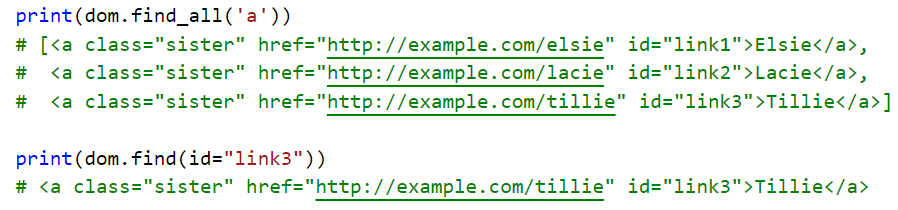 print(dom.find_all('a'))
# [<a class="sister" href="http://example.com/elsie" id="link1">Elsie</a>,
#  <a class="sister" href="http://example.com/lacie" id="link2">Lacie</a>,
#  <a class="sister" href="http://example.com/tillie" id="link3">Tillie</a>]
print(dom.find(id="link3"))
# <a class="sister" href="http://example.com/tillie" id="link3">Tillie</a>